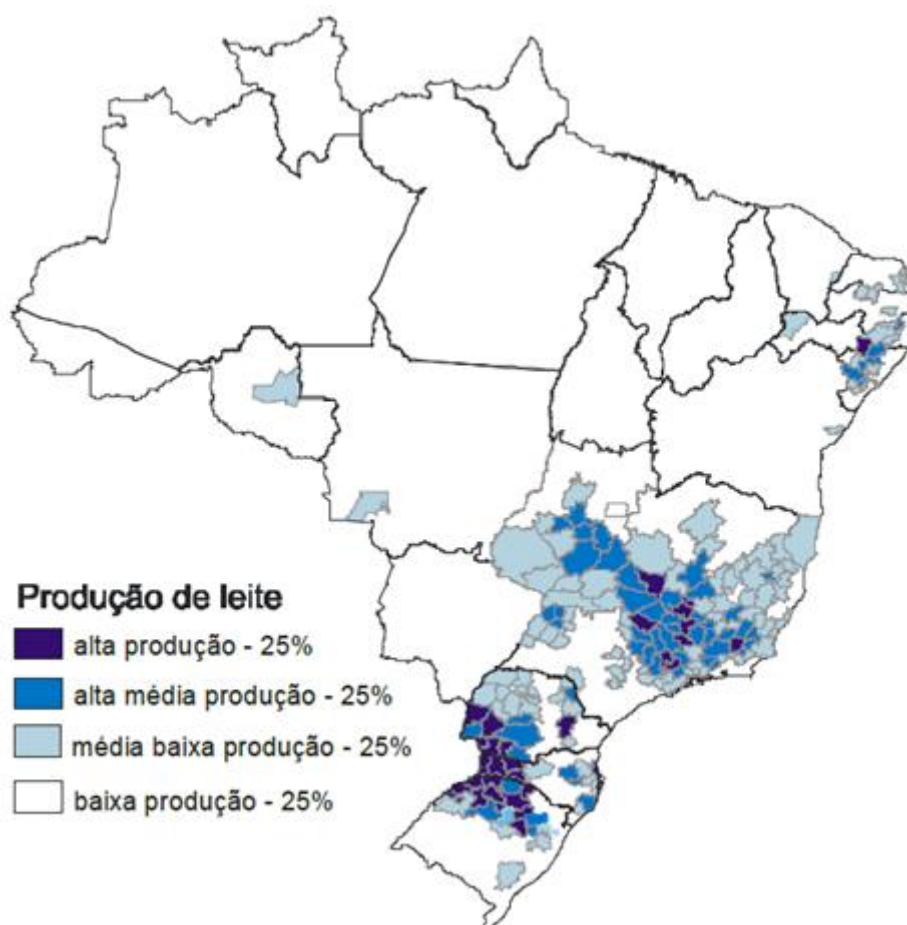 Produção de leite
alta produção - 25%
alta média produção - 25%
média baixa produção - 25%
baixa produção - 25%